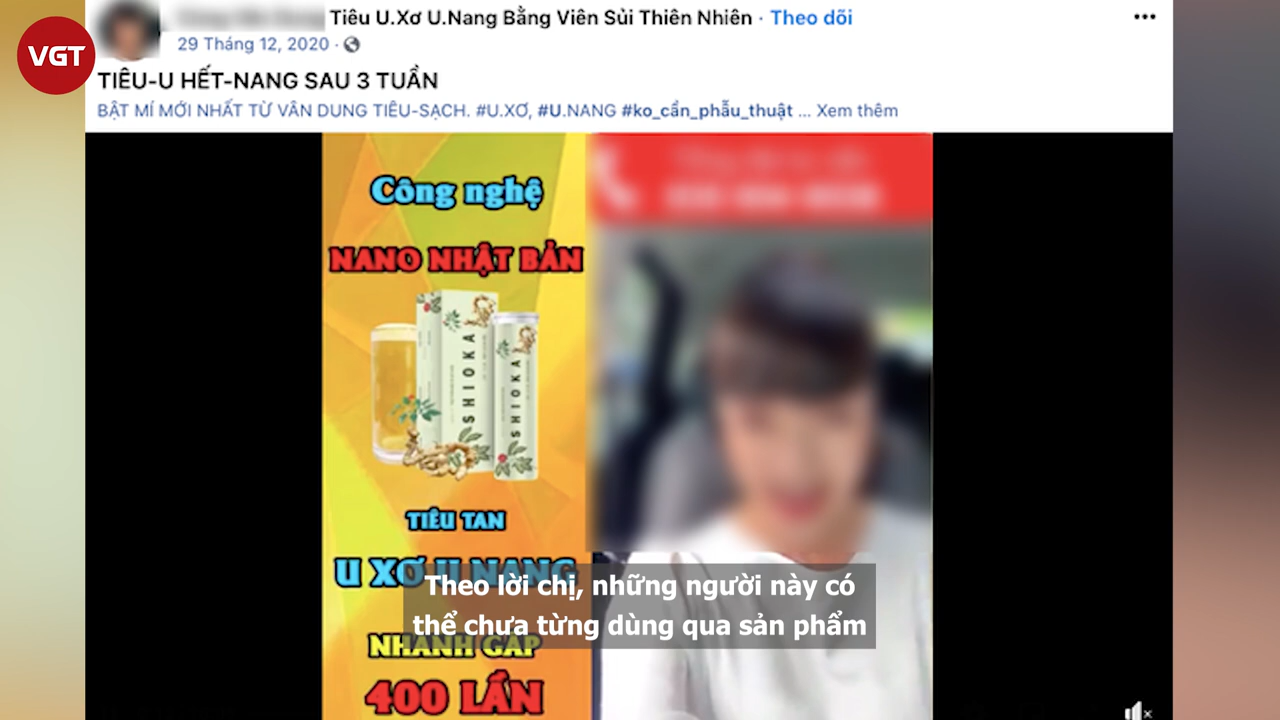 VGT
Tiêu U.Xơ U.Nang Bằng Viên Sủi Thiên Nhiên · Theo dõi
29 Tháng 12, 2020 ·
TIÊU-U HẾT-NANG SAU 3 TUẦN
BẬT MÍ MỚI NHẤT TỪ VÂN DUNG TIÊU-SẠCH. #U.XƠ, #U.NANG #ko_cần_phẫu_thuật ... Xem thêm
Công nghệ
NANO NHẬT BẢN
SHIOKA
SHIOKA
TIÊU TAN
U XƠ U NANG
NHANH GẤP
400 LẦN
Theo lời chị, những người này có
thể chưa từng dùng qua sản phẩm